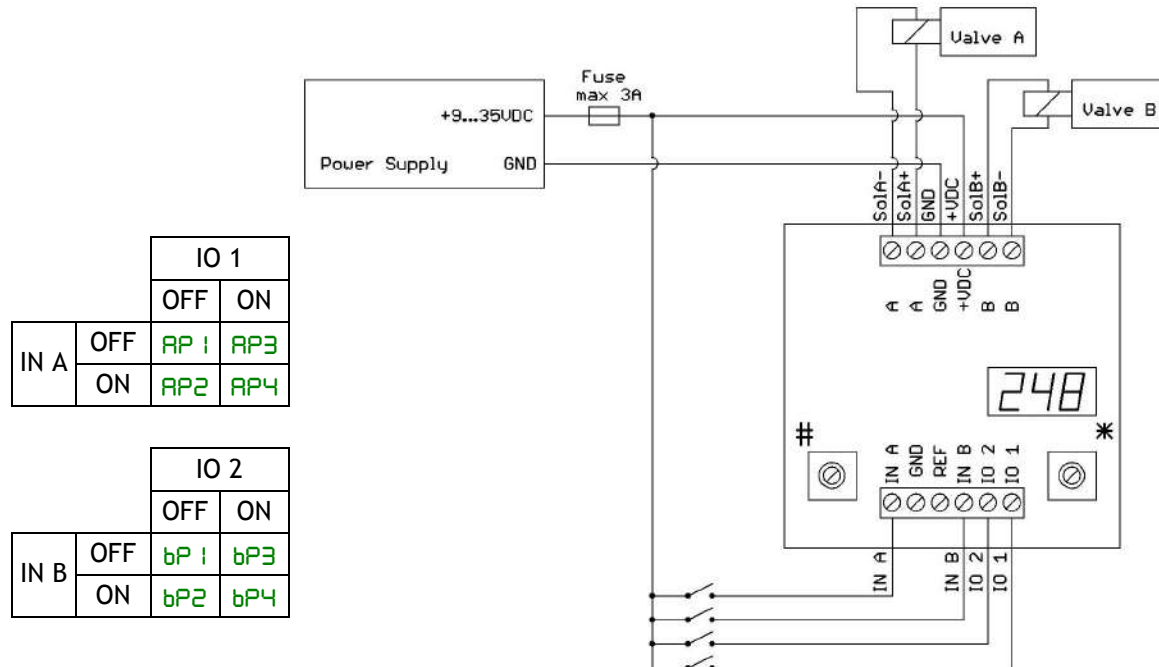 Valve A
Fuse
max 3A
+9...35VDC
Valve B
Power Supply GND
SolA- SolA+ GND +VDC SolB+ SolB-
A A GND +VDC B B
248
# *
IN A GND REF IN B IO 2 IO 1
IN A IN B IO 2 IO 1
IO 1
OFF ON
IN A OFF AP1 AP3
ON AP2 AP4
IO 2
OFF ON
IN B OFF bP1 bP3
ON bP2 bP4